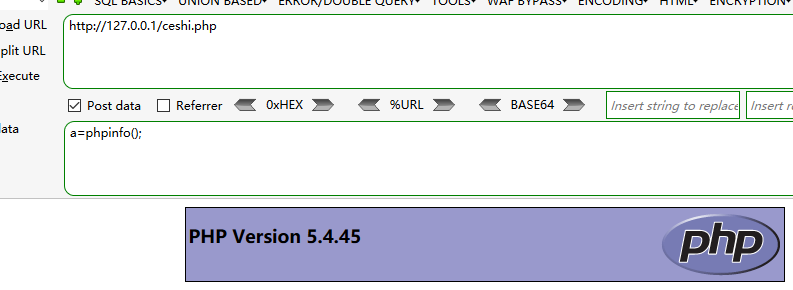 SQL BASICS▾ UNION BASED▾ ERROR/DOUBLE QUERY▾ TOOLS▾ WAF BYPASS▾ ENCODING▾ HTML▾ ENCRYPTION▾
oad URL
http://127.0.0.1/ceshi.php
plit URL
Execute
Post data Referrer 0xHEX %URL BASE64 Insert string to replace Insert re
ata
a=phpinfo();
PHP Version 5.4.45
php